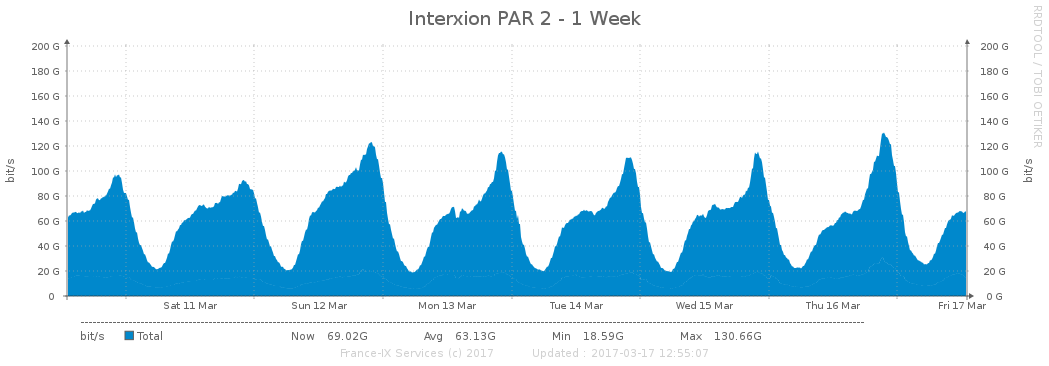 Interxion PAR 2 - 1 Week
RRDTOOL / TOBI OETIKER
200 G 200 G
180 G 180 G
160 G 160 G
140 G 140 G
120 G 120 G
100 G 100 G
80 G 80 G
60 G 60 G
40 G 40 G
20 G 20 G
0 0 G
bit/s bit/s
Sat 11 Mar Sun 12 Mar Mon 13 Mar Tue 14 Mar Wed 15 Mar Thu 16 Mar Fri 17 Mar
bit/s Total Now 69.02G Avg 63.13G Min 18.59G Max 130.66G
France-IX Services (c) 2017 Updated : 2017-03-17 12:55:07